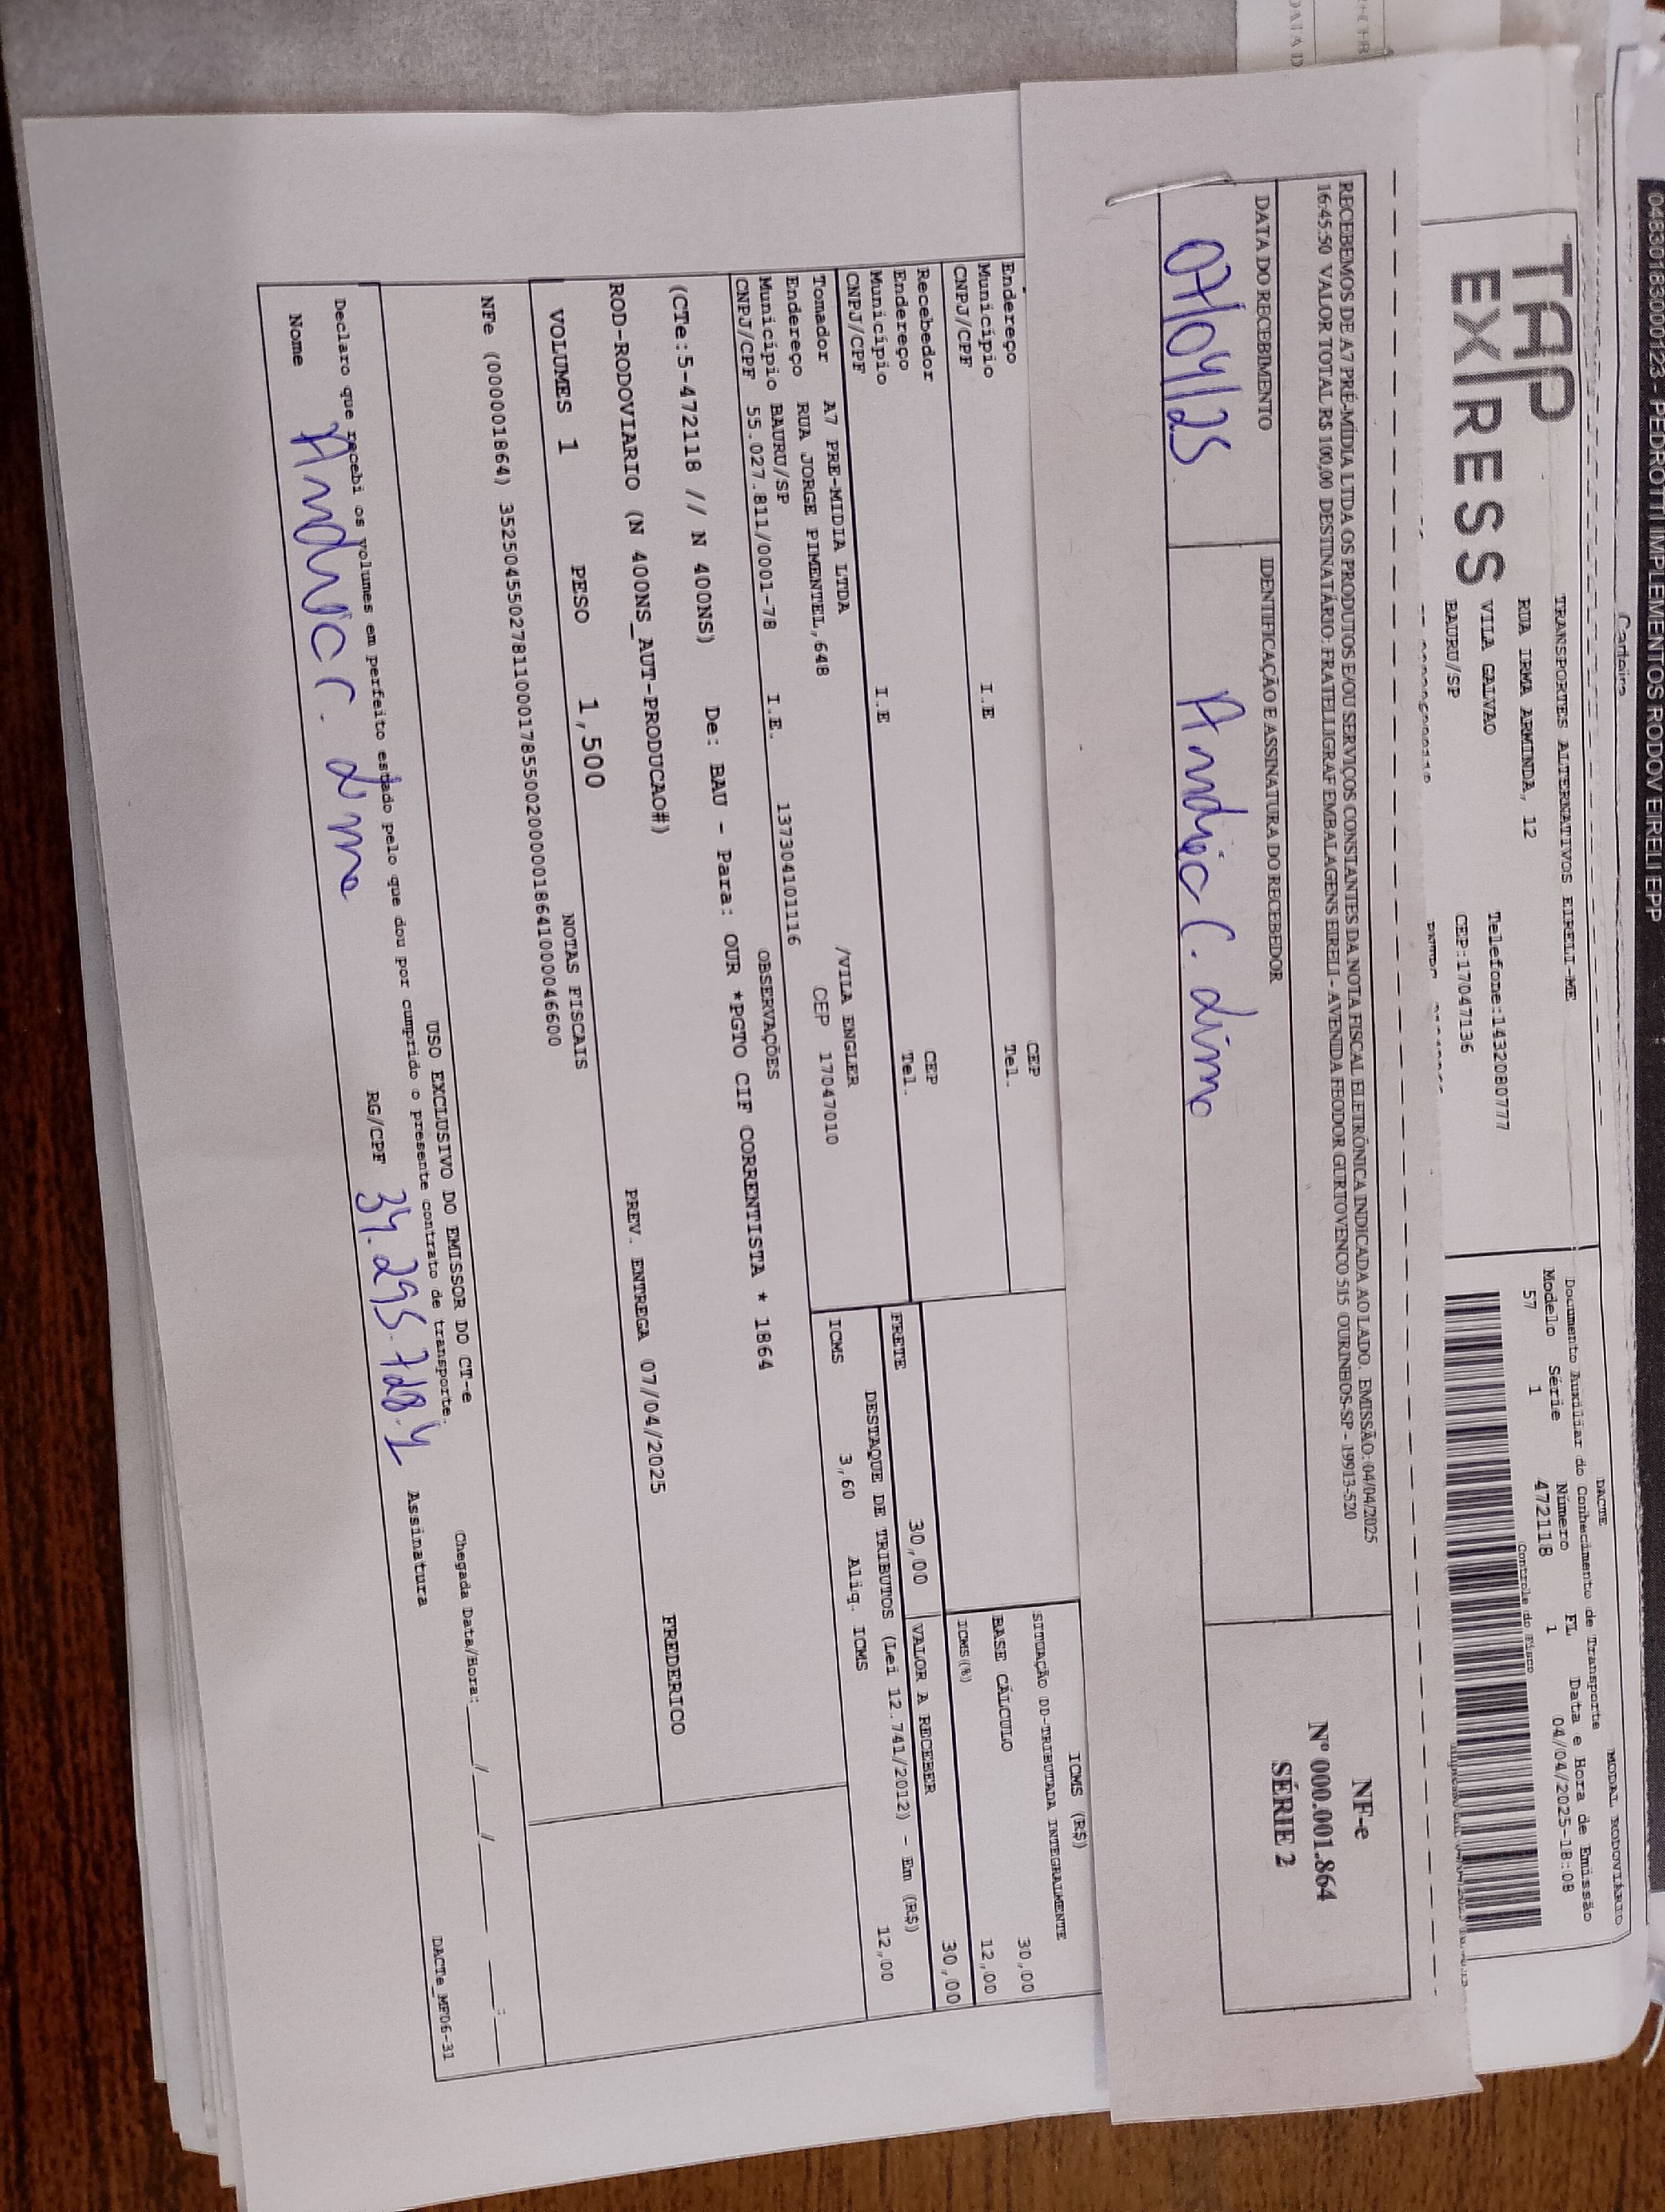 04830183000123 - PEDROTTI IMPLEMENTOS RODOV EIRELI EPP
TAP
EXPRESS
TRANSPORTES ALTERNATIVOS EIRELI-ME
RUA IRMA ARMINDA, 12
VILA GALVAO Telefone:1432080777
BAURU/SP CEP:17047136
DACTE MODAL RODOVIÁRIO
Documento Auxiliar do Conhecimento de Transporte
Modelo Série Número FL Data e Hora de Emissão
57 1 472118 1 04/04/2025-18:08
Controle do Fisco
RECEBEMOS DE A7 PRÉ-MÍDIA LTDA OS PRODUTOS E/OU SERVIÇOS CONSTANTES DA NOTA FISCAL ELETRÔNICA INDICADA AO LADO. EMISSÃO: 04/04/2025
16:45:50 VALOR TOTAL R$ 100,00 DESTINATÁRIO: FRATELLI GRAF EMBALAGENS EIRELI - AVENIDA FEODOR GURTOVENCO 515 OURINHOS-SP - 19913-520
DATA DO RECEBIMENTO
IDENTIFICAÇÃO E ASSINATURA DO RECEBEDOR
07/04/25
C. Lima
NF-e
Nº 000.001.864
SÉRIE 2
Endereço CEP
Município I.E Tel.
CNPJ/CPF
Recebedor
Endereço CEP
Município I.E Tel.
CNPJ/CPF
Tomador A7 PRE-MIDIA LTDA
Endereço RUA JORGE PIMENTEL,648 /VILA ENGLER
Município BAURU/SP CEP 17047010
CNPJ/CPF 55.027.811/0001-78 I.E. 137304101116
ICMS (R$)
SITUAÇÃO DD-TRIBUTADA INTEGRALMENTE
BASE CÁLCULO 30,00
ICMS(%) 12,00
FRETE 30,00 VALOR A RECEBER 30,00
DESTAQUE DE TRIBUTOS (Lei 12.741/2012) - Em (R$)
ICMS 3,60 Aliq. ICMS 12,00
OBSERVAÇÕES
(CTe:5-472118 // N 400NS) De: BAU - Para: OUR *PGTO CIF CORRENTISTA * 1864
ROD-RODOVIARIO (N 400NS_AUT-PRODUCAO#) PREV. ENTREGA 07/04/2025 FREDERICO
VOLUMES 1 PESO 1,500 NOTAS FISCAIS
NFe (000001864) 35250455027811000178550020000018641000046600
USO EXCLUSIVO DO EMISSOR DO CT-e
Declaro que recebi os volumes em perfeito estado pelo que dou por cumprido o presente contrato de transporte.
Chegada Data/Hora: ___/___/_____ ___:___
Nome C. Lima RG/CPF 34.295.728.4 Assinatura
DACTe_MF06-31